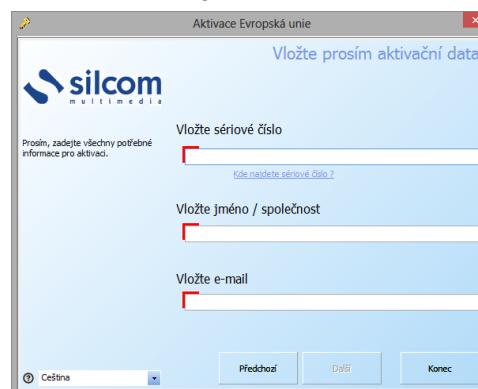 Aktivace Evropská unie
Vložte prosím aktivační data
silcom
multimedia
Prosím, zadejte všechny potřebné
informace pro aktivaci.
Vložte sériové číslo
Kde najdete sériové číslo ?
Vložte jméno / společnost
Vložte e-mail
Čeština
Předchozí
Další
Konec